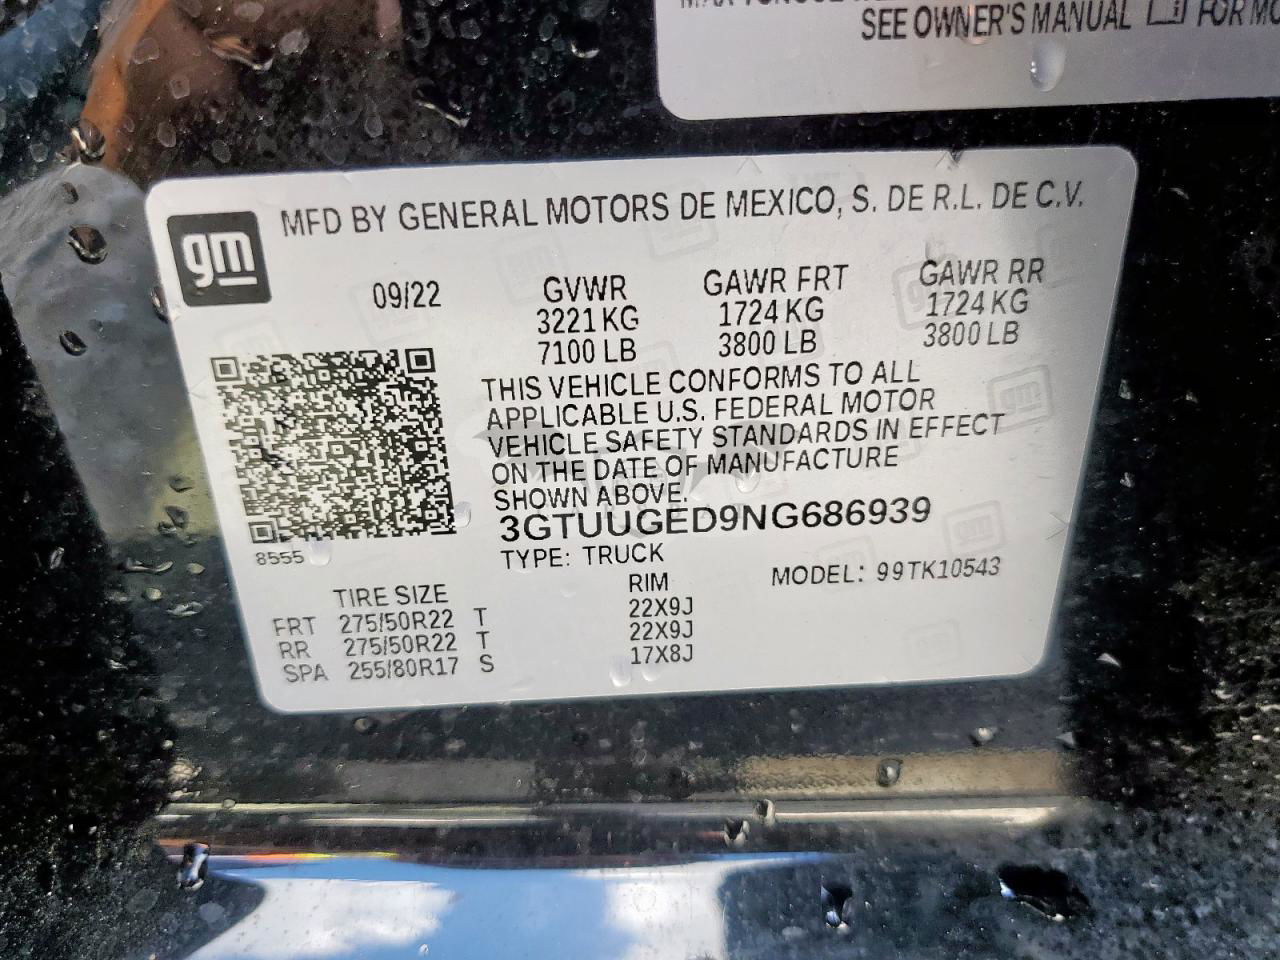 SEE OWNER'S MANUAL FOR MO
gm
MFD BY GENERAL MOTORS DE MEXICO, S. DE R.L. DE C.V.
09/22 GVWR GAWR FRT GAWR RR
3221 KG 1724 KG 1724 KG
7100 LB 3800 LB 3800 LB
THIS VEHICLE CONFORMS TO ALL
APPLICABLE U.S. FEDERAL MOTOR
VEHICLE SAFETY STANDARDS IN EFFECT
ON THE DATE OF MANUFACTURE
SHOWN ABOVE.
3GTUUGED9NG686939
8555
TYPE: TRUCK MODEL: 99TK10543
TIRE SIZE RIM
FRT 275/50R22 T 22X9J
RR 275/50R22 T 22X9J
SPA 255/80R17 S 17X8J